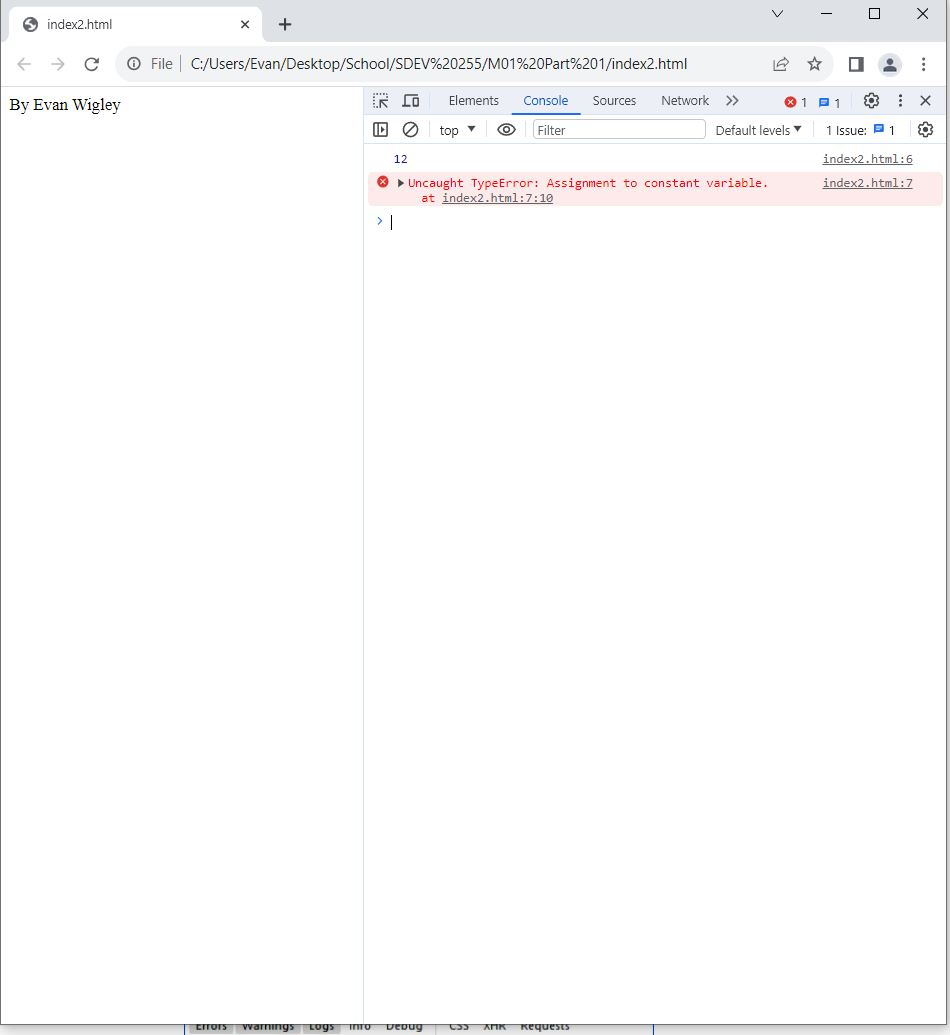 index2.html
File C:/Users/Evan/Desktop/School/SDEV%20255/M01%20Part%201/index2.html
By Evan Wigley
Elements Console Sources Network 1 1
top Filter Default levels 1 Issue: 1
12 index2.html:6
Uncaught TypeError: Assignment to constant variable. index2.html:7
at index2.html:7:10
Errors Warnings Logs Info Debug CSS XHR Requests